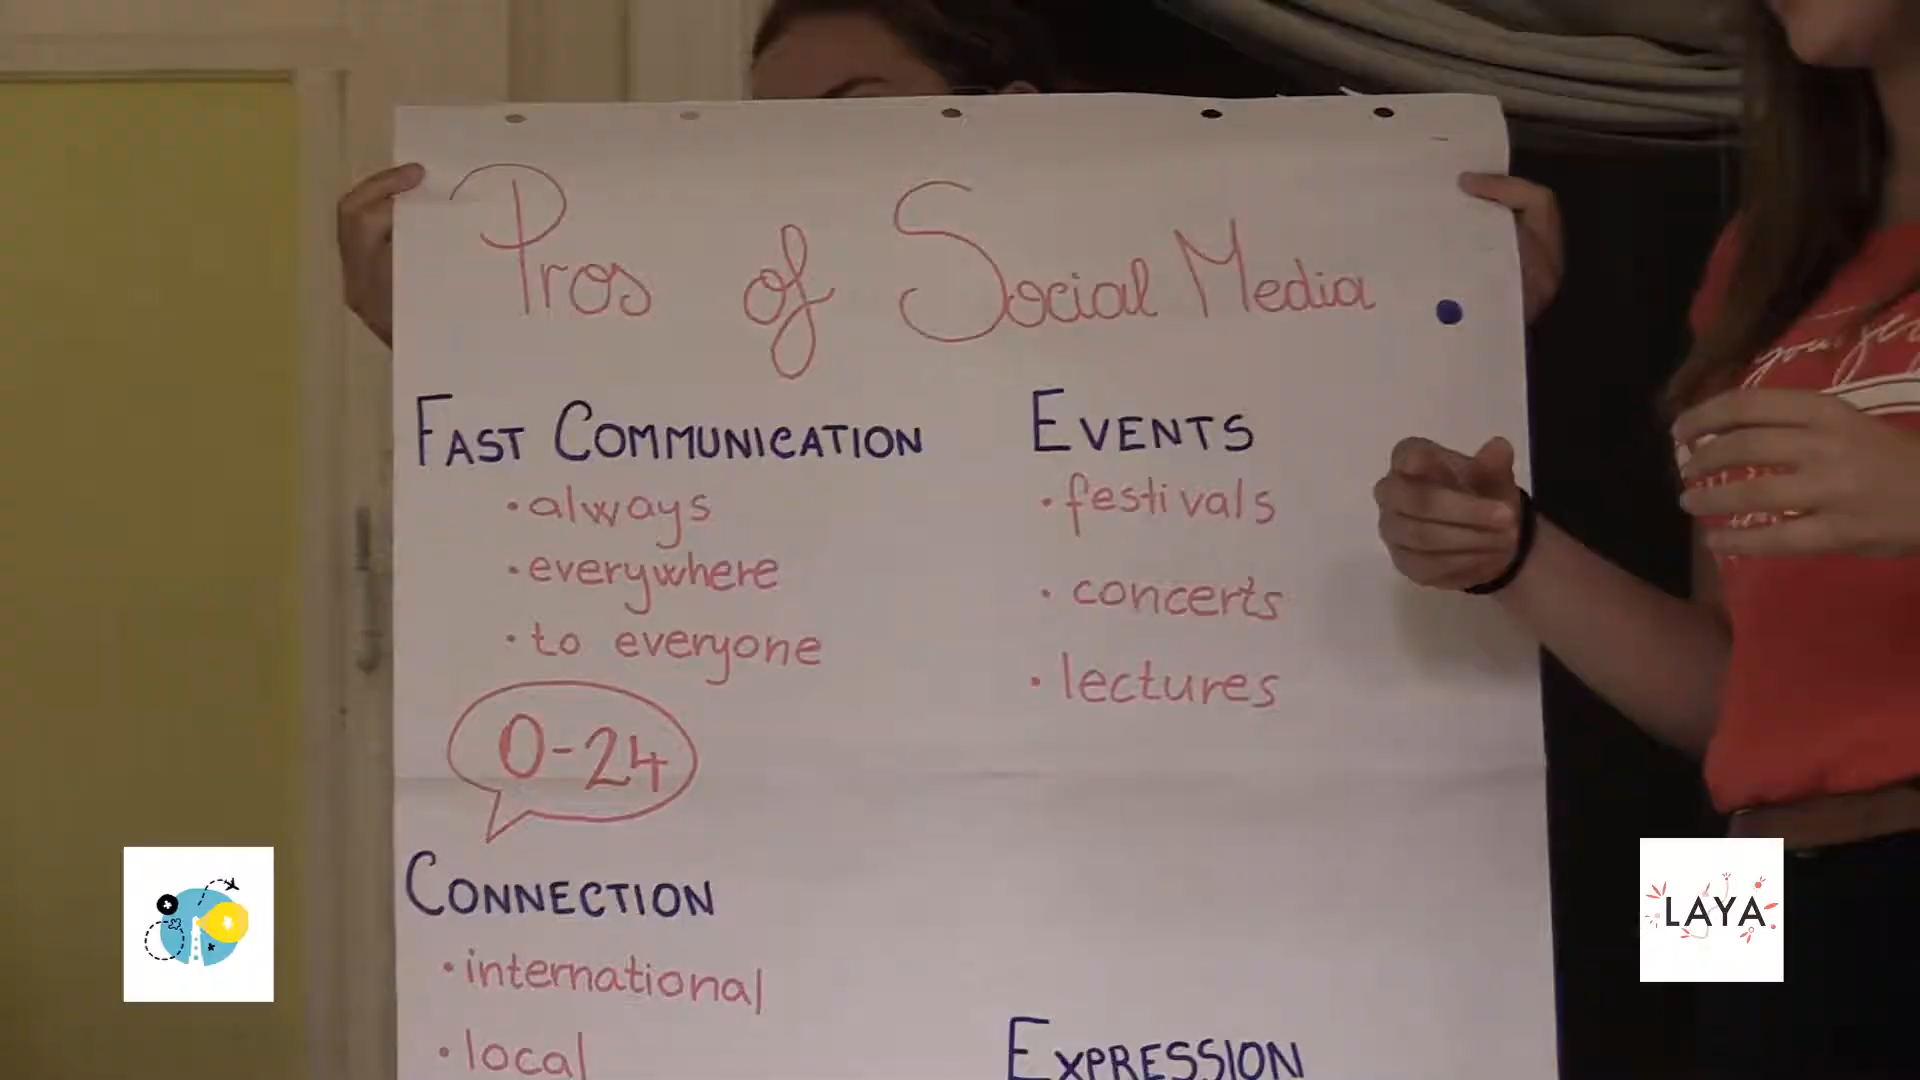 Pros of Social Media
FAST COMMUNICATION
• always
• everywhere
• to everyone
0-24
EVENTS
• festivals
• concerts
• lectures
CONNECTION
• international
• local
EXPRESSION
LAYA